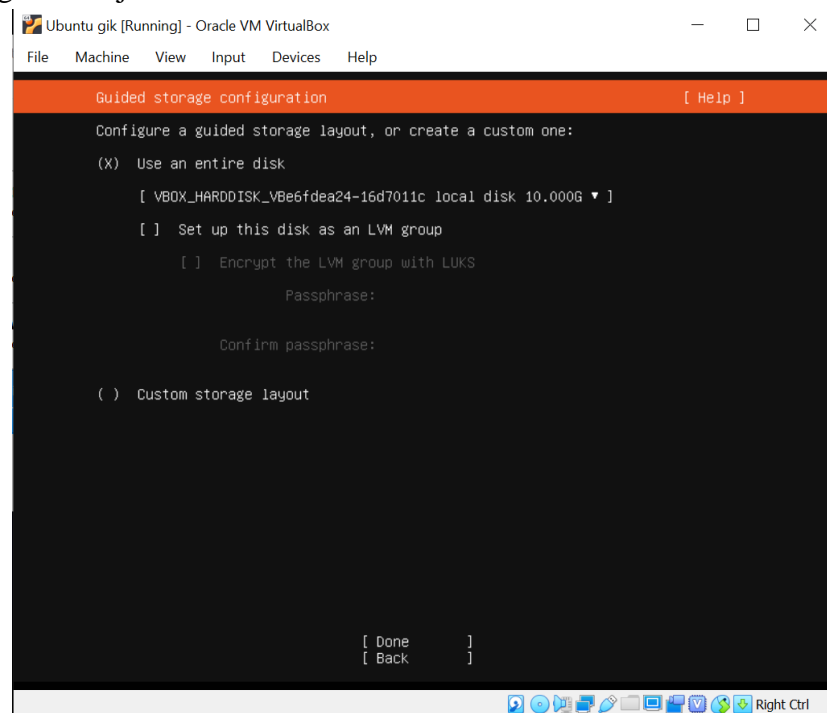 Ubuntu gik [Running] - Oracle VM VirtualBox
File Machine View Input Devices Help
Guided storage configuration [ Help ]
Configure a guided storage layout, or create a custom one:
(X) Use an entire disk
[ VBOX_HARDDISK_VBe6fdea24-16d7011c local disk 10.000G ▾ ]
[ ] Set up this disk as an LVM group
[ ] Encrypt the LVM group with LUKS
Passphrase:
Confirm passphrase:
( ) Custom storage layout
[ Done ]
[ Back ]
Right Ctrl